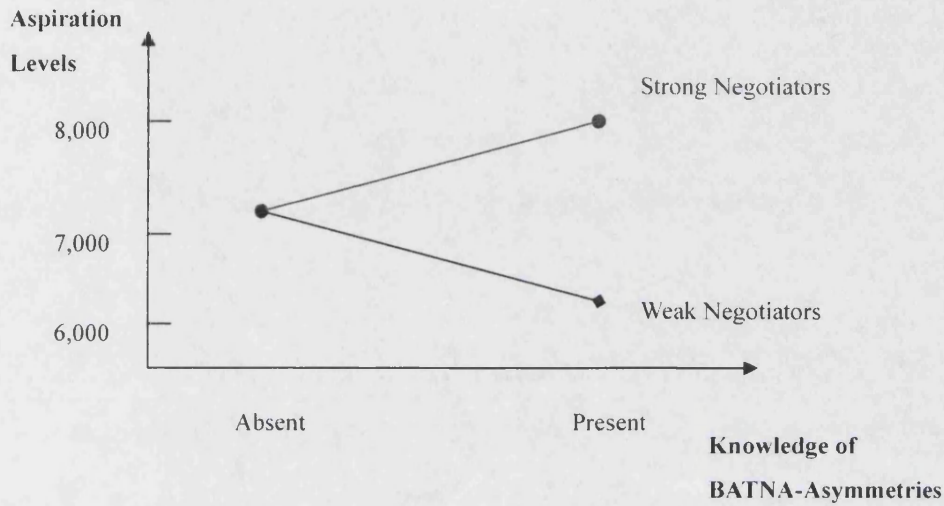 Aspiration
Levels
Strong Negotiators
8,000
7,000
Weak Negotiators
6,000
Absent
Present
Knowledge of
BATNA-Asymmetries